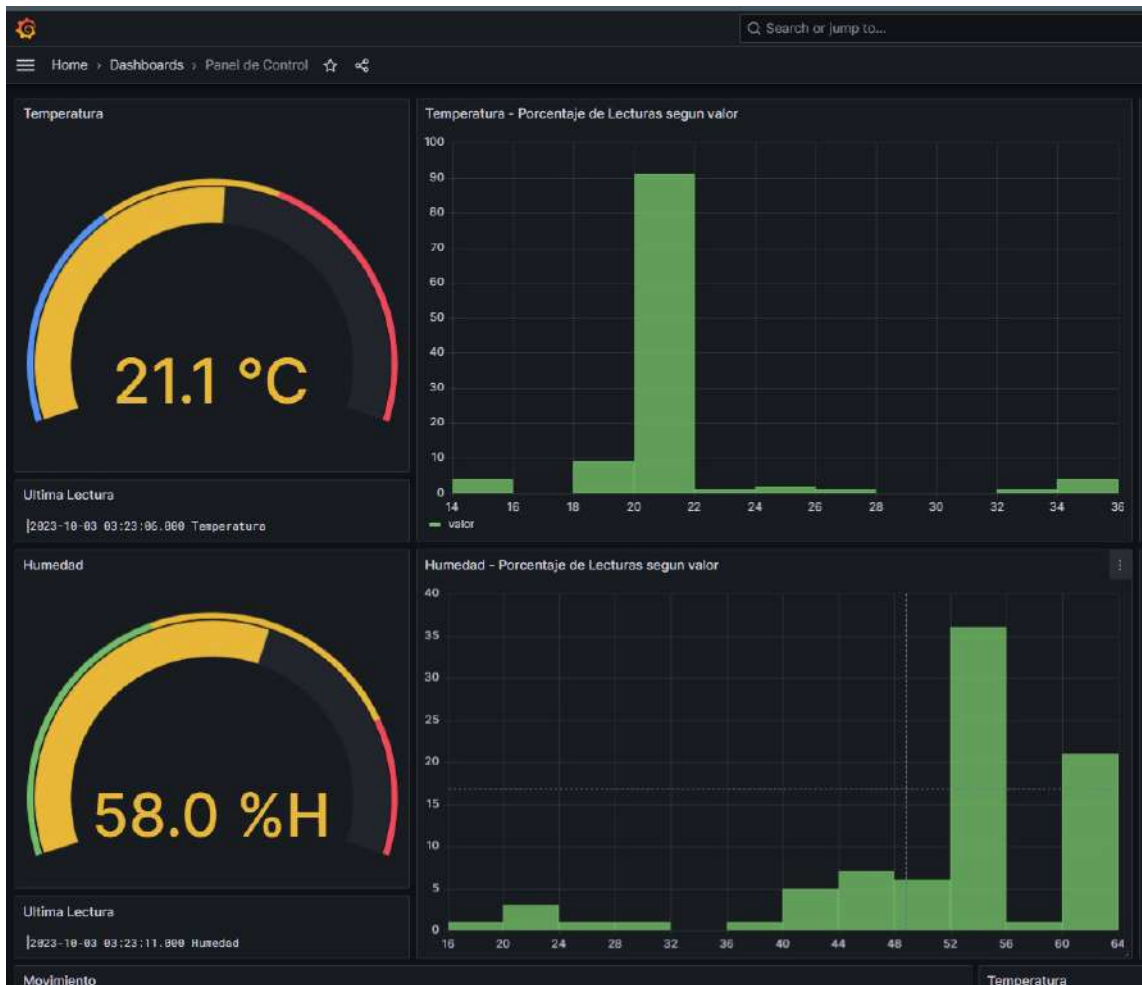 Search or jump to...
Home › Dashboards › Panel de Control
Temperatura
21.1 °C
Ultima Lectura
2023-10-03 03:23:06.000 Temperatura
Temperatura - Porcentaje de Lecturas segun valor
100
90
80
70
60
50
40
30
20
10
0
14 16 18 20 22 24 26 28 30 32 34 36
valor
Humedad
58.0 %H
Ultima Lectura
2023-10-03 03:23:11.000 Humedad
Humedad - Porcentaje de Lecturas segun valor
40
35
30
25
20
15
10
5
0
16 20 24 28 32 36 40 44 48 52 56 60 64
Movimiento
Temperatura